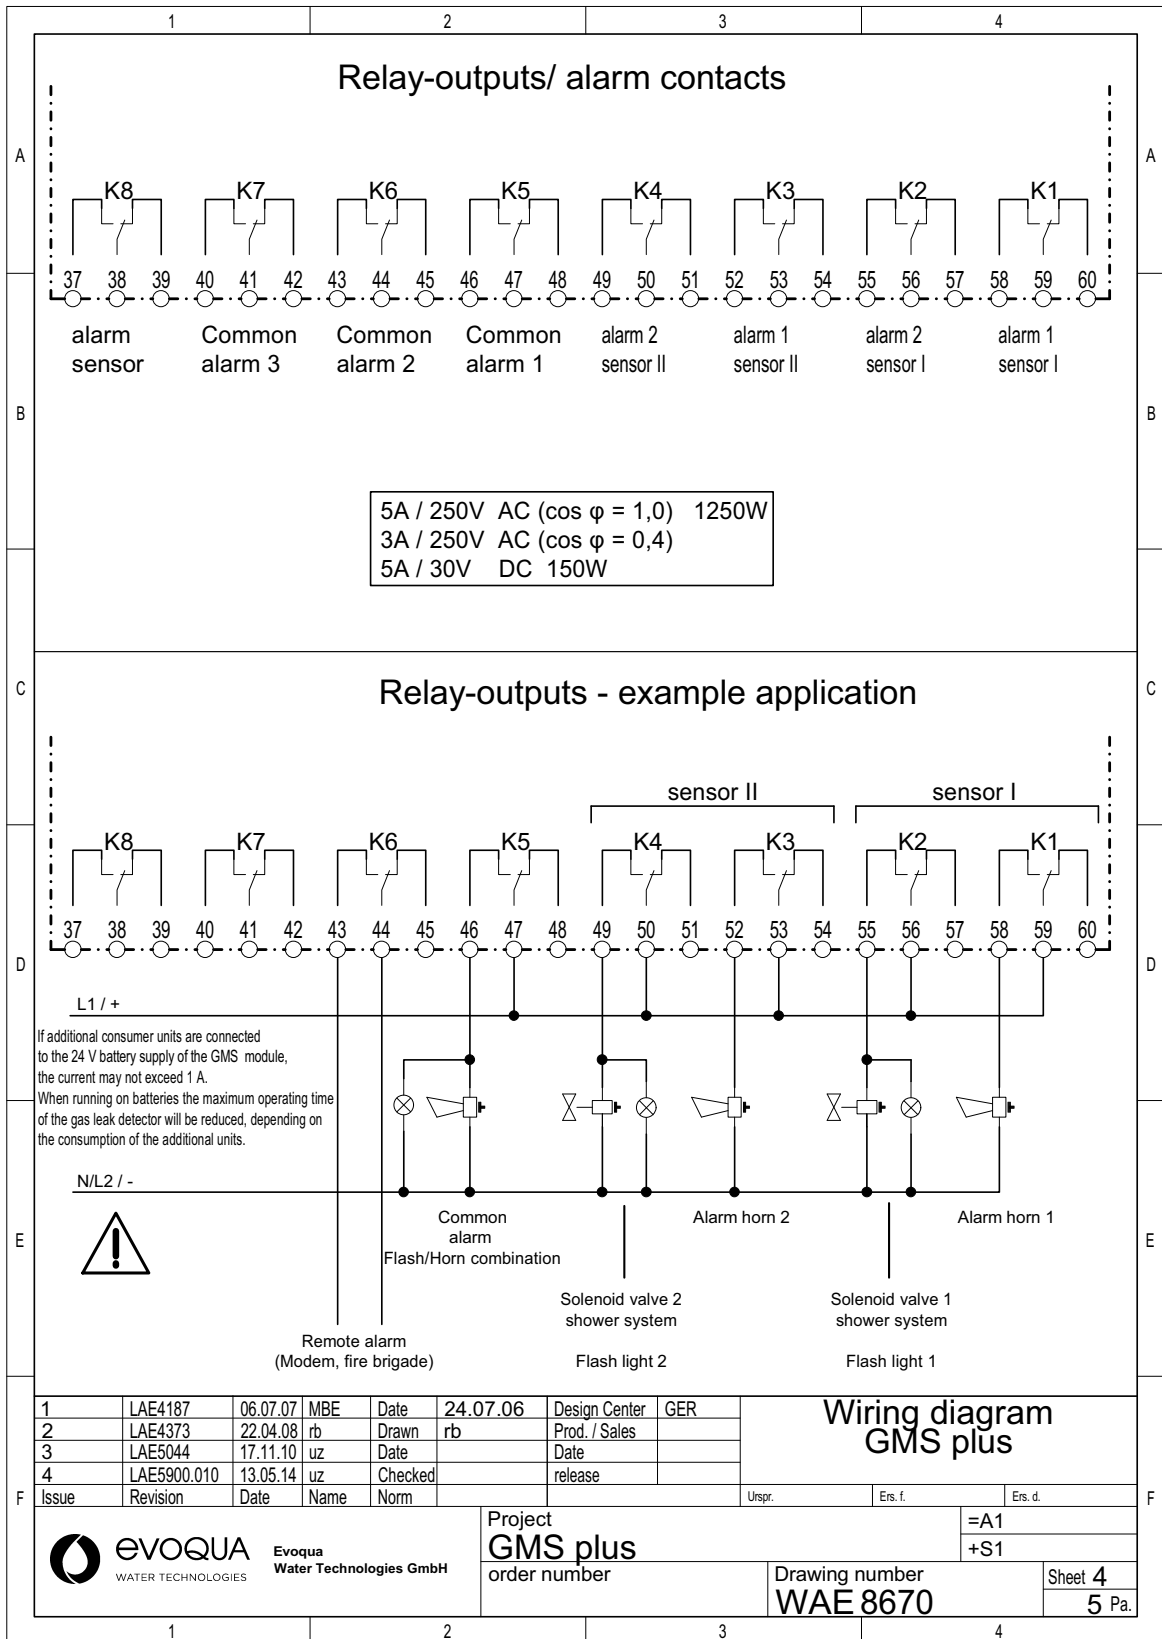 1 2 3 4
Relay-outputs/ alarm contacts
A A
K8 K7 K6 K5 K4 K3 K2 K1
37 38 39 40 41 42 43 44 45 46 47 48 49 50 51 52 53 54 55 56 57 58 59 60
alarm Common Common Common alarm 2 alarm 1 alarm 2 alarm 1
sensor alarm 3 alarm 2 alarm 1 sensor II sensor II sensor I sensor I
B B
5A / 250V AC (cos φ = 1,0) 1250W
3A / 250V AC (cos φ = 0,4)
5A / 30V DC 150W
C C
Relay-outputs - example application
sensor II sensor I
K8 K7 K6 K5 K4 K3 K2 K1
37 38 39 40 41 42 43 44 45 46 47 48 49 50 51 52 53 54 55 56 57 58 59 60
D D
L1 / +
If additional consumer units are connected
to the 24 V battery supply of the GMS module,
the current may not exceed 1 A.
When running on batteries the maximum operating time
of the gas leak detector will be reduced, depending on
the consumption of the additional units.
N/L2 / -
!
E E
Common
alarm
Flash/Horn combination
Alarm horn 2
Alarm horn 1
Solenoid valve 2
shower system
Flash light 2
Solenoid valve 1
shower system
Flash light 1
Remote alarm
(Modem, fire brigade)
1 LAE4187 06.07.07 MBE Date 24.07.06 Design Center GER
2 LAE4373 22.04.08 rb Drawn rb Prod. / Sales
3 LAE5044 17.11.10 uz Date Date
4 LAE5900.010 13.05.14 uz Checked release
Issue Revision Date Name Norm
Wiring diagram
GMS plus
Urspr. Ers. f. Ers. d.
F F
evoqua
WATER TECHNOLOGIES
Evoqua
Water Technologies GmbH
Project
GMS plus
=A1
+S1
order number
Drawing number
WAE 8670
Sheet 4
5 Pa.
1 2 3 4